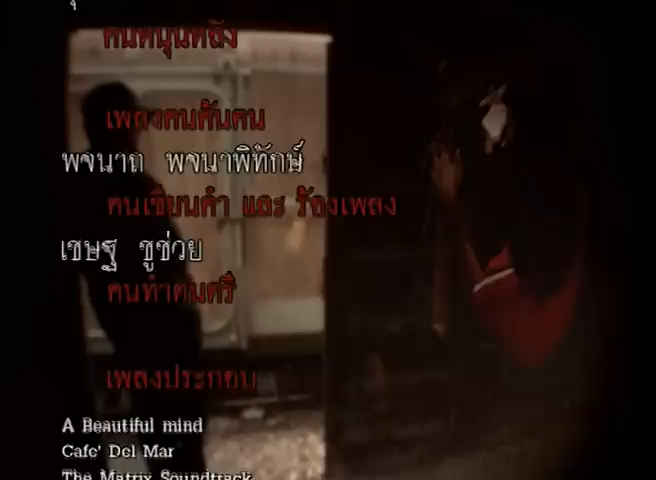 คนหนุนหลัง
เพลงคนค้นฅน
พจนาถ พจนาพิทักษ์
คนเขียนคำ และ ร้องเพลง
เชษฐ ชูช่วย
คนทำดนตรี
เพลงประกอบ
A Beautiful mind
Cafe' Del Mar
The Matrix Soundtrack